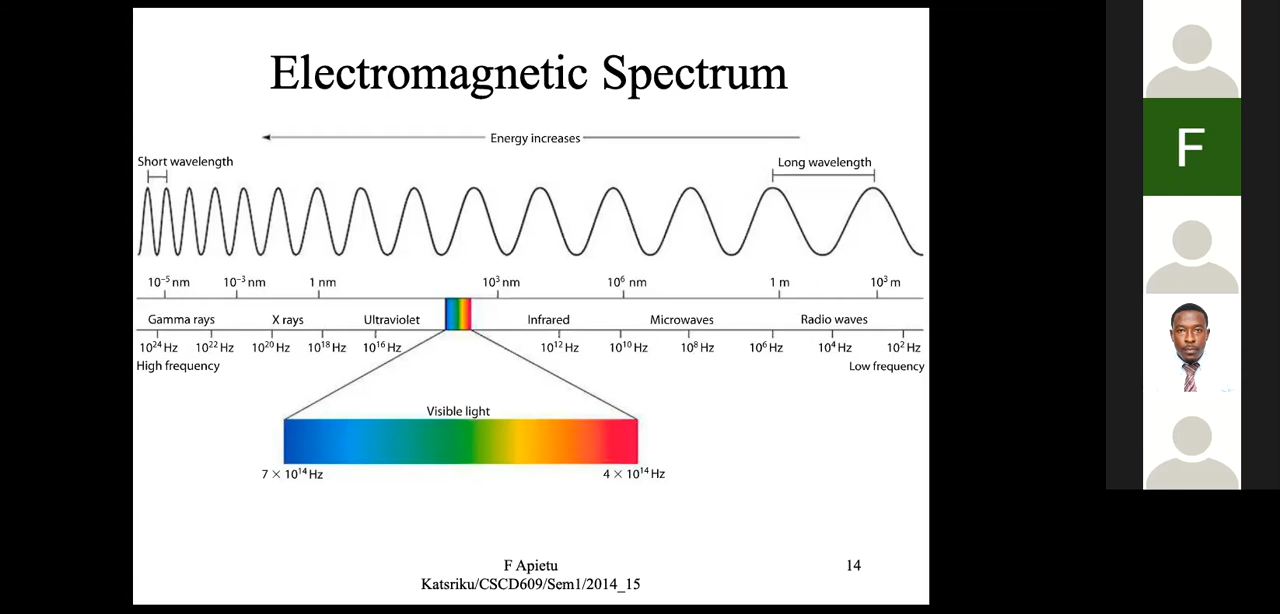 Electromagnetic Spectrum
Energy increases
Short wavelength
Long wavelength
10⁻⁵ nm 10⁻³ nm 1 nm 10³ nm 10⁶ nm 1 m 10³ m
Gamma rays X rays Ultraviolet Infrared Microwaves Radio waves
10²⁴ Hz 10²² Hz 10²⁰ Hz 10¹⁸ Hz 10¹⁶ Hz 10¹² Hz 10¹⁰ Hz 10⁸ Hz 10⁶ Hz 10⁴ Hz 10² Hz
High frequency Low frequency
Visible light
7 × 10¹⁴ Hz 4 × 10¹⁴ Hz
F Apietu
Katsriku/CSCD609/Sem1/2014_15
14
F